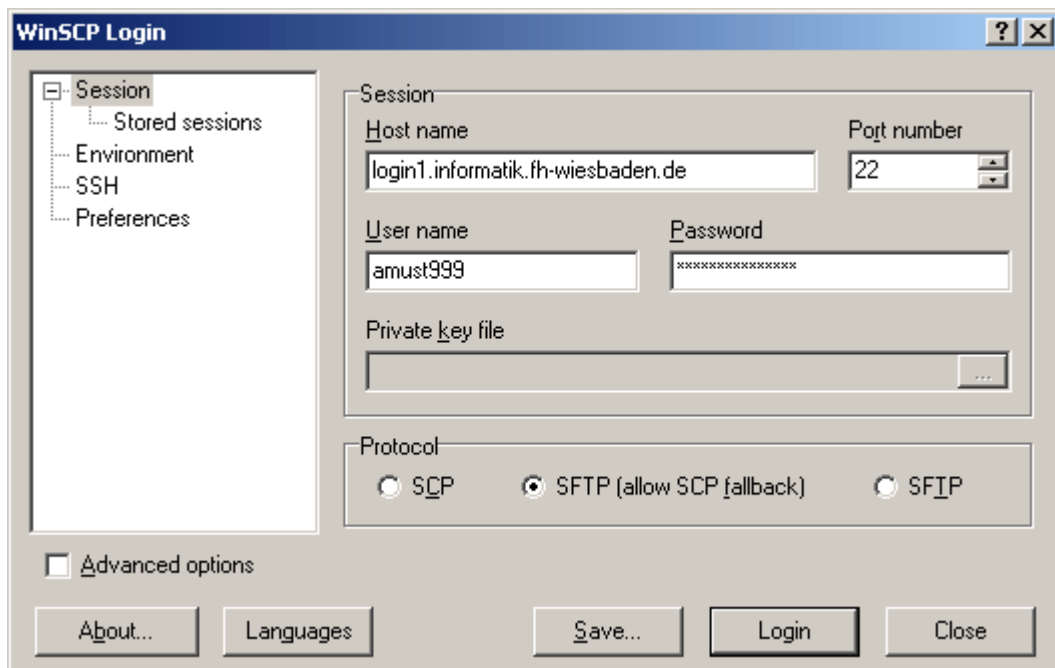 WinSCP Login
Session
Stored sessions
Environment
SSH
Preferences
Session
Host name Port number
login1.informatik.fh-wiesbaden.de 22
User name Password
amust999 ***************
Private key file
...
Protocol
SCP SFTP (allow SCP fallback) SFTP
Advanced options
About... Languages Save... Login Close